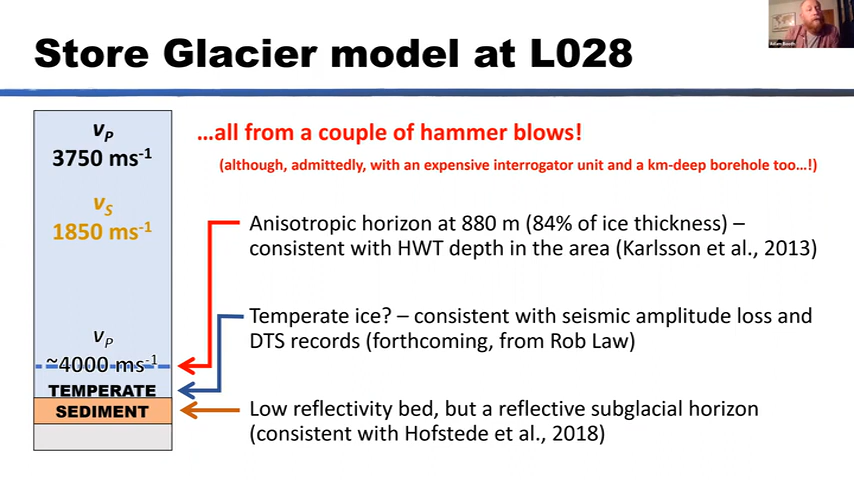 Store Glacier model at L028
Adam Booth
vP
3750 ms-1
vS
1850 ms-1
vP
~4000 ms-1
TEMPERATE
SEDIMENT
...all from a couple of hammer blows!
(although, admittedly, with an expensive interrogator unit and a km-deep borehole too...!)
Anisotropic horizon at 880 m (84% of ice thickness) –
consistent with HWT depth in the area (Karlsson et al., 2013)
Temperate ice? – consistent with seismic amplitude loss and
DTS records (forthcoming, from Rob Law)
Low reflectivity bed, but a reflective subglacial horizon
(consistent with Hofstede et al., 2018)